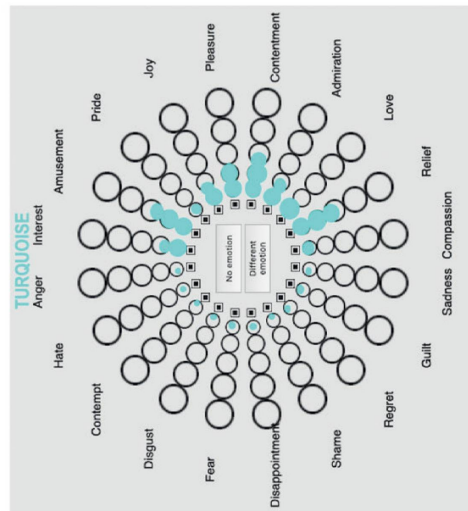 TURQUOISE
Interest
Amusement
Pride
Joy
Pleasure
Contentment
Admiration
Love
Relief
Compassion
Sadness
Guilt
Regret
Shame
Disappointment
Fear
Disgust
Contempt
Hate
Anger
No emotion
Different
emotion